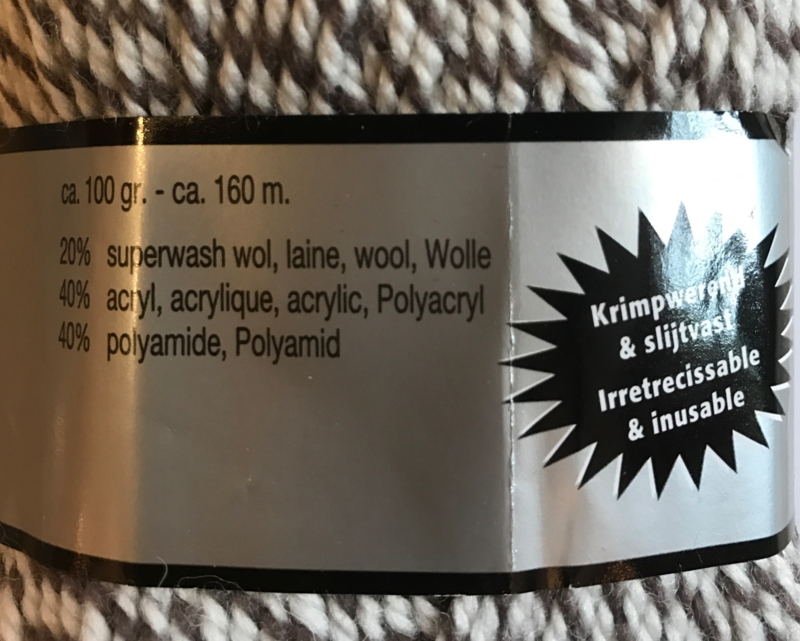 ca. 100 gr. - ca. 160 m.
20% superwash wol, laine, wool, Wolle
40% acryl, acrylique, acrylic, Polyacryl
40% polyamide, Polyamid
Krimpwerend
& slijtvast
Irretrecissable
& inusable